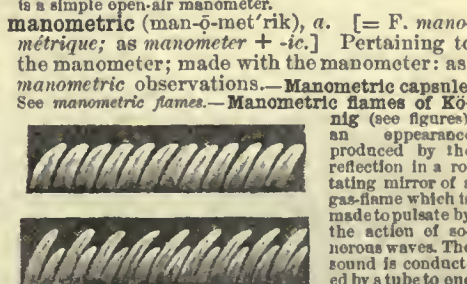 is a simple open-air manometer.
manometric (man-ō-met′rik), a. [= F. mano
métrique; as manometer + -ic.] Pertaining to
the manometer; made with the manometer: as
manometric observations.—Manometric capsule
See manometric flames.—Manometric flames of Kö-
nig (see figures)
an appearance
produced by the
reflection in a ro
tating mirror of a
gas-flame which is
made to pulsate by
the action of so-
norous waves. The
sound is conduct-
ed by a tube to one